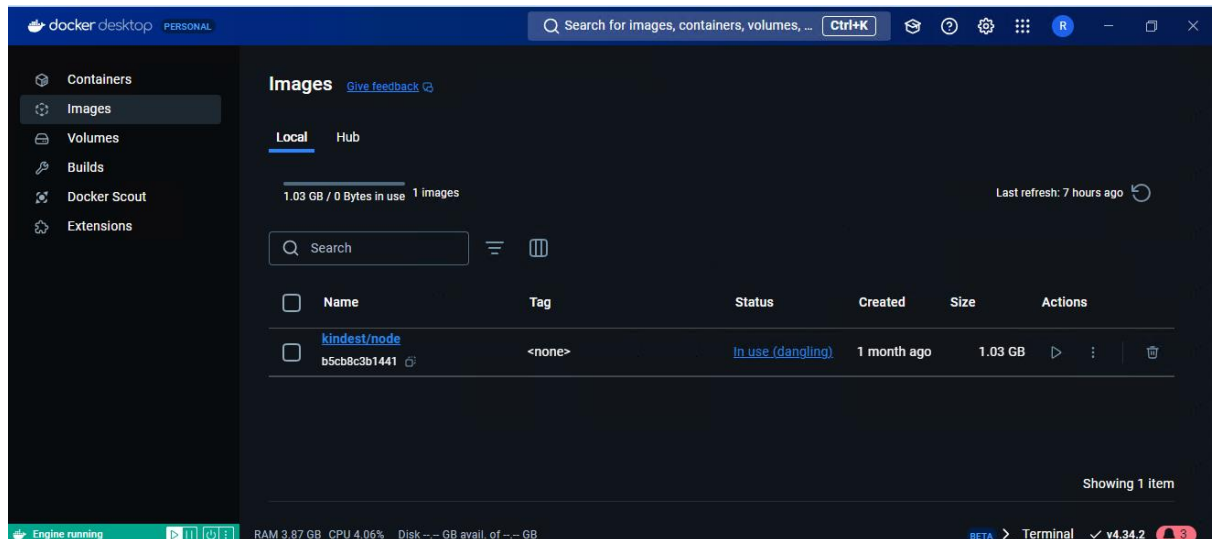 docker desktop PERSONAL
Search for images, containers, volumes, ... Ctrl+K
R
Containers
Images
Volumes
Builds
Docker Scout
Extensions
Images Give feedback
Local Hub
1.03 GB / 0 Bytes in use 1 images
Last refresh: 7 hours ago
Search
Name Tag Status Created Size Actions
kindest/node
b5cb8c3b1441 <none> In use (dangling) 1 month ago 1.03 GB
Showing 1 item
Engine running RAM 3.87 GB CPU 4.06% Disk --.-- GB avail. of --.-- GB BETA > Terminal v4.34.2 3